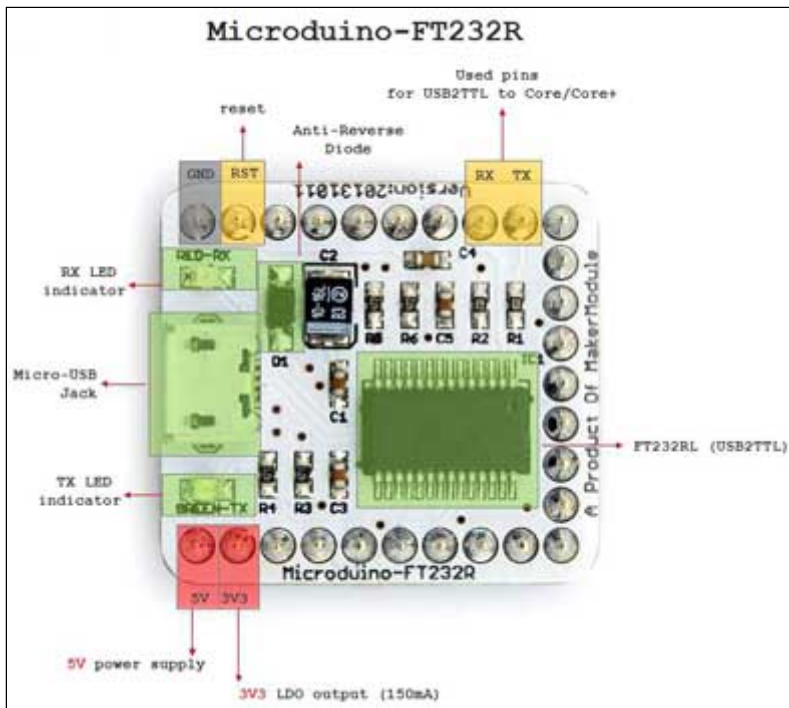 Microduino-FT232R
Used pins
for USB2TTL to Core/Core+
reset
Anti-Reverse
Diode
GND RST
RX TX
Version:20131011
RED-RX
C2
C4
RX LED
indicator
R5 R6 C5 R2 R1
D1
IC1
Micro-USB
Jack
C1
A Product Of MakerModule
FT232RL (USB2TTL)
TX LED
indicator
GREEN-TX
R4 R3 C3
Microduino-FT232R
5V 3V3
5V power supply
3V3 LDO output (150mA)